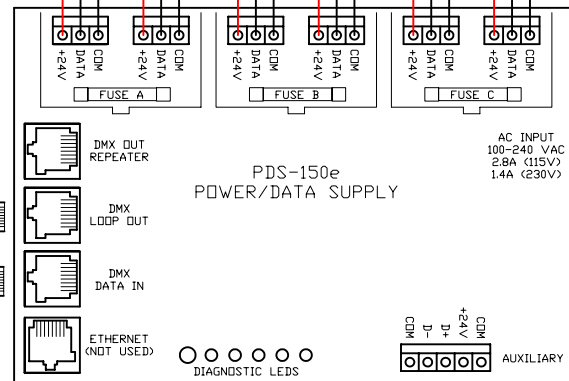 +24V DATA COM +24V DATA COM +24V DATA COM +24V DATA COM +24V DATA COM +24V DATA COM
FUSE A FUSE B FUSE C
DMX OUT
REPEATER
AC INPUT
100-240 VAC
2.8A (115V)
1.4A (230V)
PDS-150e
POWER/DATA SUPPLY
DMX
LOOP OUT
DMX
DATA IN
ETHERNET
(NOT USED)
DIAGNOSTIC LEDS
COM D- D+ +24V COM
AUXILIARY